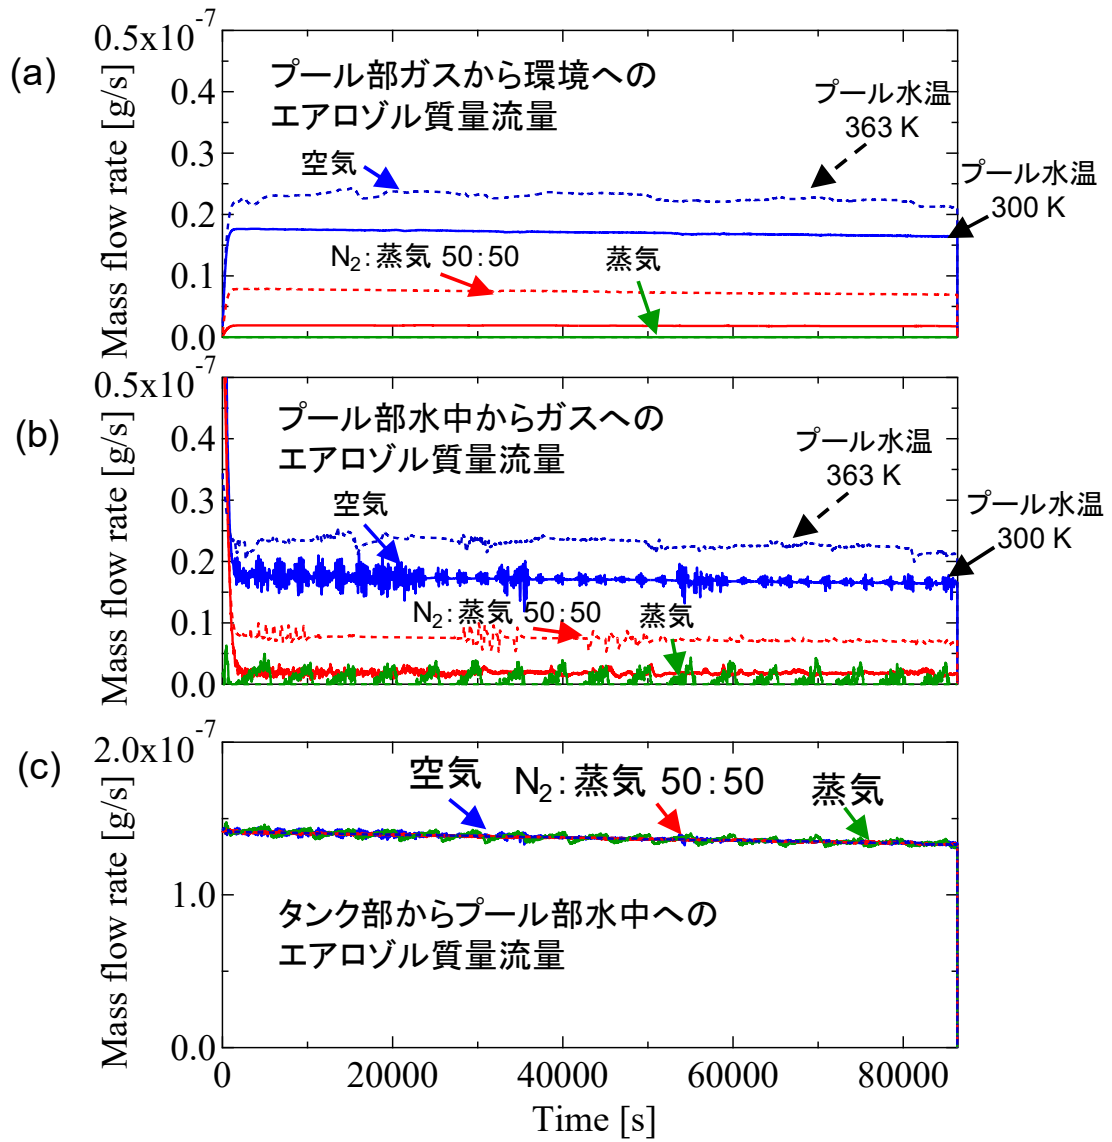 (a)
Mass flow rate [g/s]
0.5x10-7
0.4
0.3
0.2
0.1
0.0
プール部ガスから環境への
エアロゾル質量流量
プール水温
363 K
空気
プール水温
300 K
N2:蒸気 50:50
蒸気
(b)
Mass flow rate [g/s]
0.5x10-7
0.4
0.3
0.2
0.1
0.0
プール部水中からガスへの
エアロゾル質量流量
プール水温
363 K
空気
プール水温
300 K
N2:蒸気 50:50
蒸気
(c)
Mass flow rate [g/s]
2.0x10-7
1.0
0.0
空気
N2:蒸気 50:50
蒸気
タンク部からプール部水中への
エアロゾル質量流量
0 20000 40000 60000 80000
Time [s]